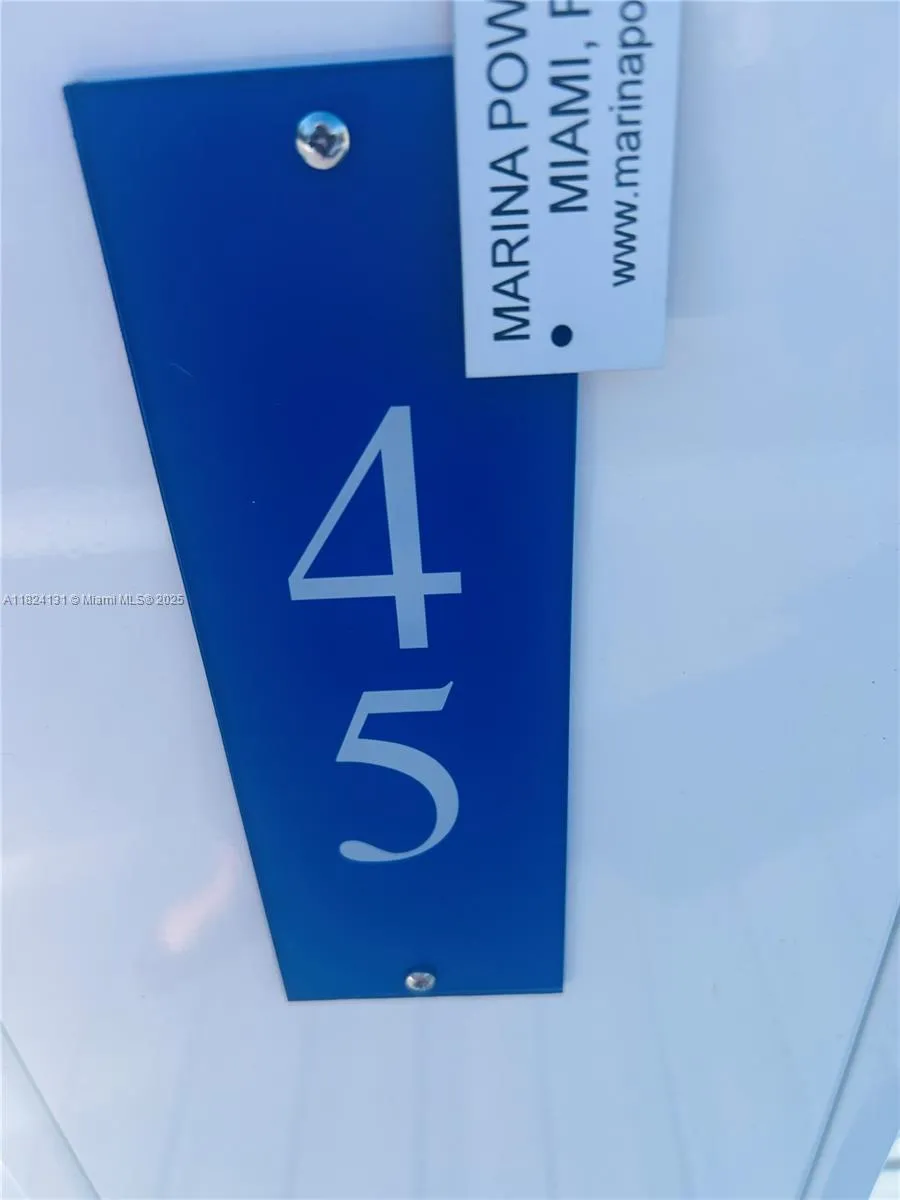 MARINA POW
MIAMI, F
www.marinapo
4
5
A11824131 © Miami MLS® 2025